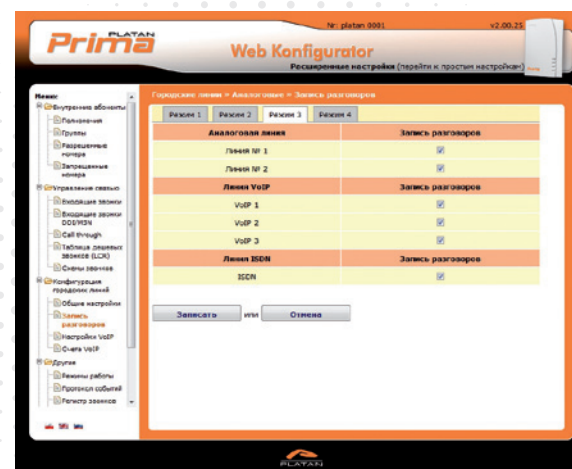 PLATAN
Prima
Nr: platan 0001
v2.00.25
Web Konfigurator
Расширенные настройки (перейти к простым настройкам)
Меню:
Внутренние абоненты
Полномочия
Группы
Разрешенные
номера
Запрещенные
номера
Управление связью
Входящие звонки
Входящие звонки
DDI/MSN
Call through
Таблица дешевых
звонков (LCR)
Схемы звонков
Конфигурация
городских линий
Общие настройки
Запись
разговоров
Настройки VoIP
Счета VoIP
Другие
Режимы работы
Протокол событий
Регистр звонков
Городские линии » Аналоговые » Запись разговоров
Режим 1 Режим 2 Режим 3 Режим 4
Аналоговая линия Запись разговоров
Линия № 1
Линия № 2
Линия VoIP Запись разговоров
VoIP 1
VoIP 2
VoIP 3
Линия ISDN Запись разговоров
ISDN
Записать или Отмена
PLATAN